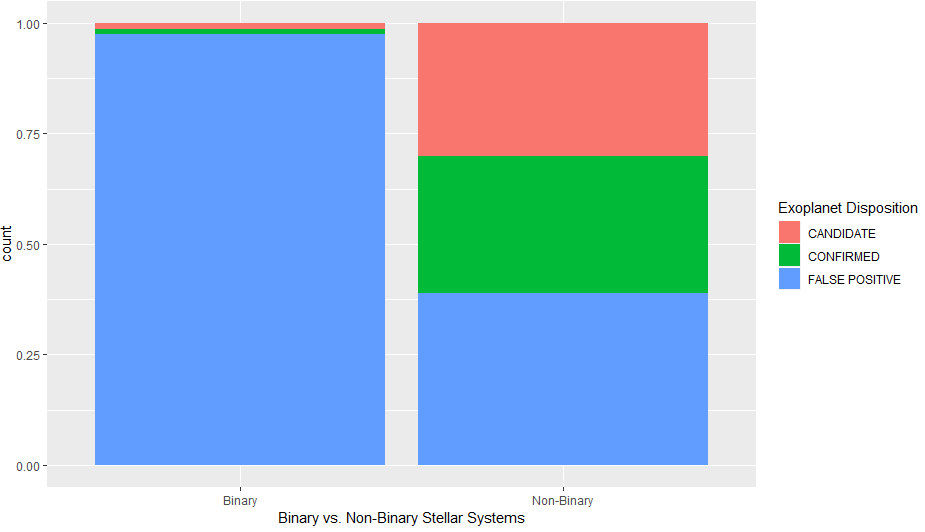 1.00
0.75
0.50
0.25
0.00
count
Binary
Non-Binary
Binary vs. Non-Binary Stellar Systems
Exoplanet Disposition
CANDIDATE
CONFIRMED
FALSE POSITIVE